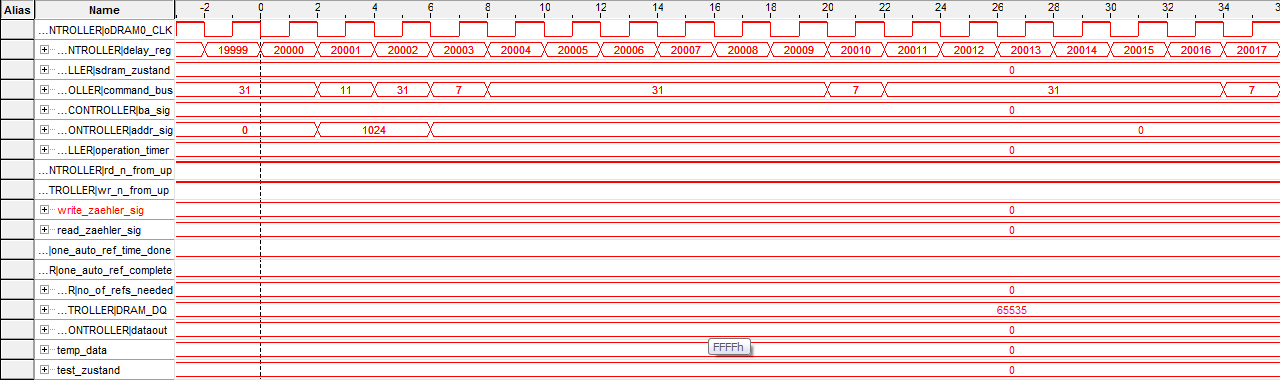 Alias Name -2 0 2 4 6 8 10 12 14 16 18 20 22 24 26 28 30 32 34 36
...NTROLLER|oDRAM0_CLK
...NTROLLER|delay_reg 19999 20000 20001 20002 20003 20004 20005 20006 20007 20008 20009 20010 20011 20012 20013 20014 20015 20016 20017
...LLER|sdram_zustand 0
...OLLER|command_bus 31 11 31 7 31 7 31 7
...CONTROLLER|ba_sig 0
...ONTROLLER|addr_sig 0 1024 0
...LLER|operation_timer 0
...NTROLLER|rd_n_from_up
...TROLLER|wr_n_from_up
write_zaehler_sig 0
read_zaehler_sig 0
...|one_auto_ref_time_done
...R|one_auto_ref_complete
...R|no_of_refs_needed 0
...TROLLER|DRAM_DQ 65535
...ONTROLLER|dataout 0
temp_data FFFFh 0
test_zustand 0